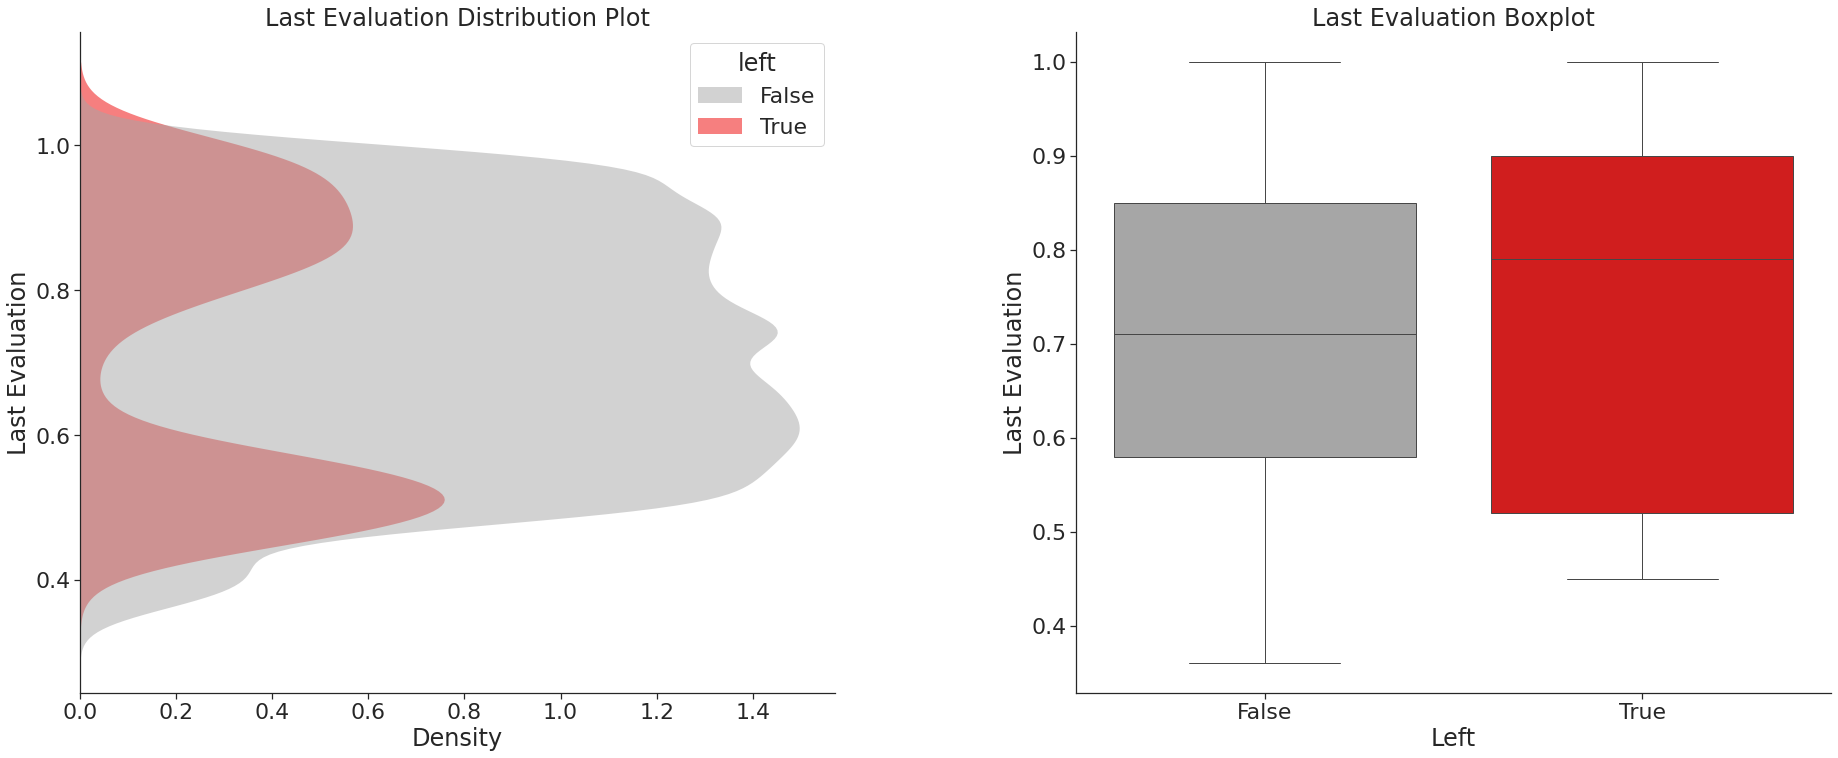 Last Evaluation Distribution Plot
left
False
True
1.0
0.8
0.6
0.4
Last Evaluation
0.0 0.2 0.4 0.6 0.8 1.0 1.2 1.4
Density
Last Evaluation Boxplot
1.0
0.9
0.8
0.7
0.6
0.5
0.4
Last Evaluation
False True
Left